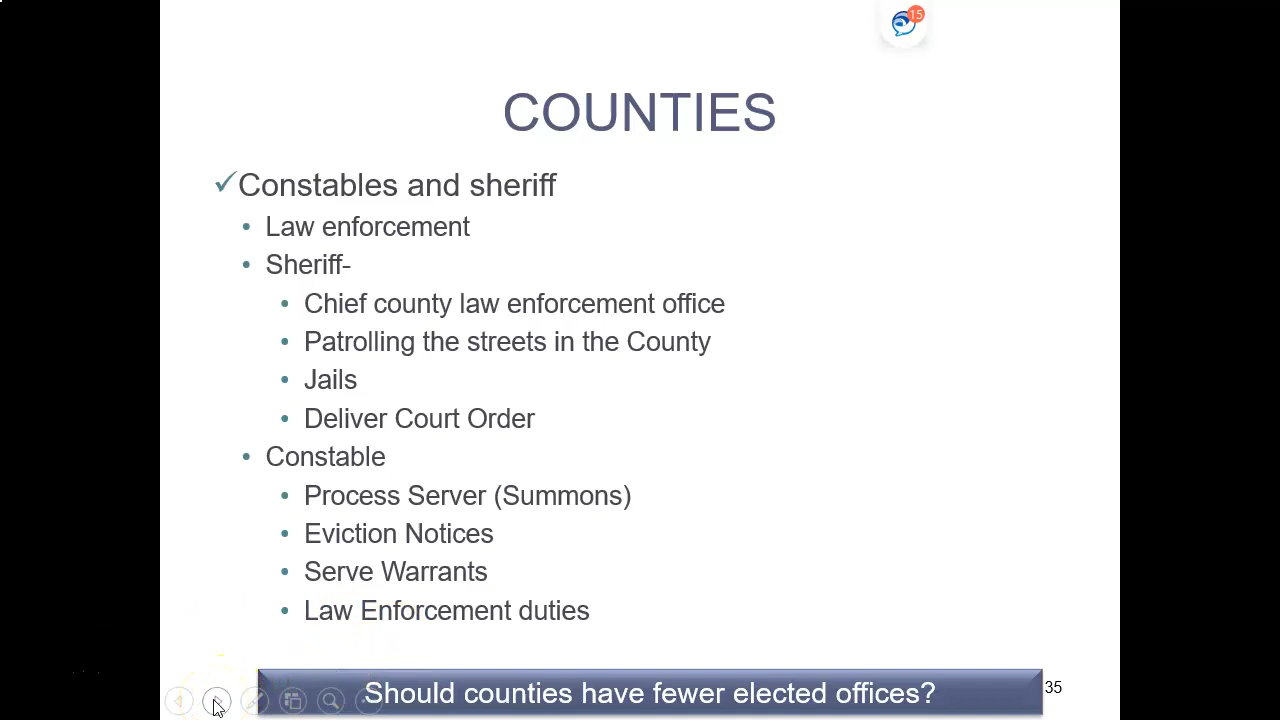 15
COUNTIES
✓Constables and sheriff
• Law enforcement
• Sheriff-
• Chief county law enforcement office
• Patrolling the streets in the County
• Jails
• Deliver Court Order
• Constable
• Process Server (Summons)
• Eviction Notices
• Serve Warrants
• Law Enforcement duties
Should counties have fewer elected offices?
35